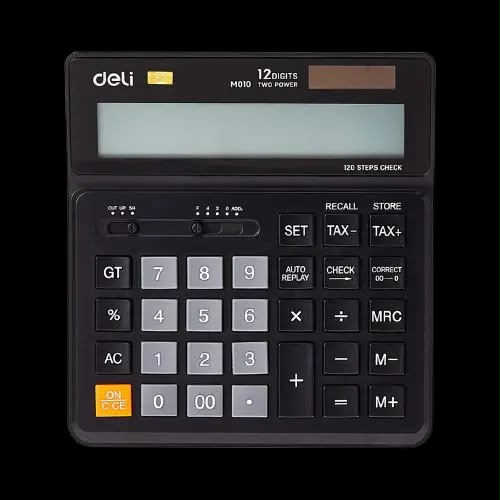 deli
M010
12DIGITS
TWO POWER
120 STEPS CHECK
CUT UP 5/4
F 4 2 0 ADD₂
RECALL STORE
SET TAX- TAX+
GT 7 8 9 AUTO REPLAY CHECK CORRECT 00→0
% 4 5 6 × ÷ MRC
AC 1 2 3 + − M−
ON/C·CE 0 00 • = M+